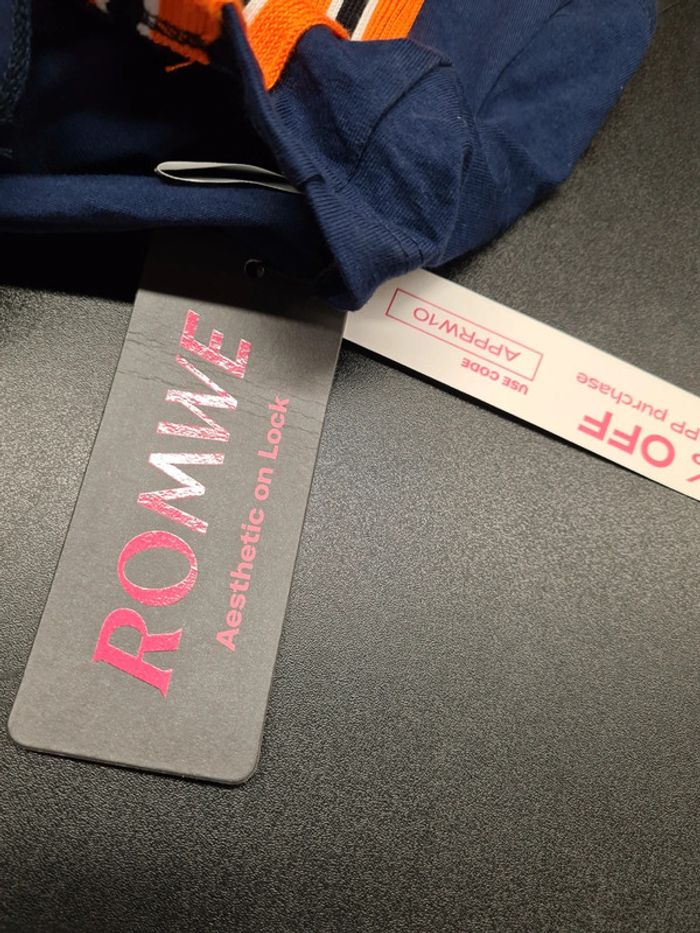 ROMWE
Aesthetic on Lock
OFF
PP purchase
USE CODE
APPRW10